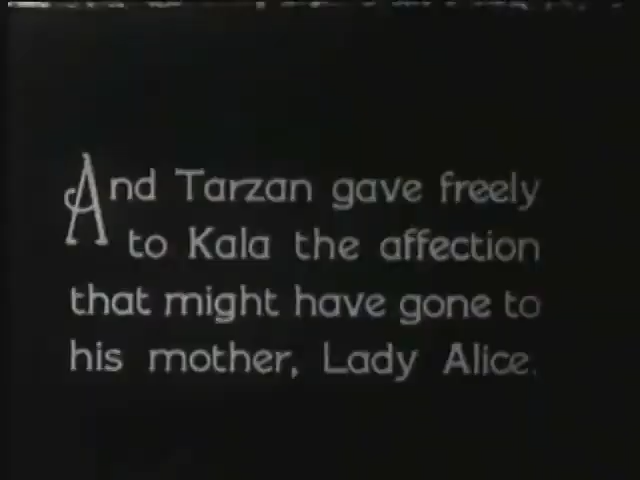 And Tarzan gave freely
to Kala the affection
that might have gone to
his mother, Lady Alice.